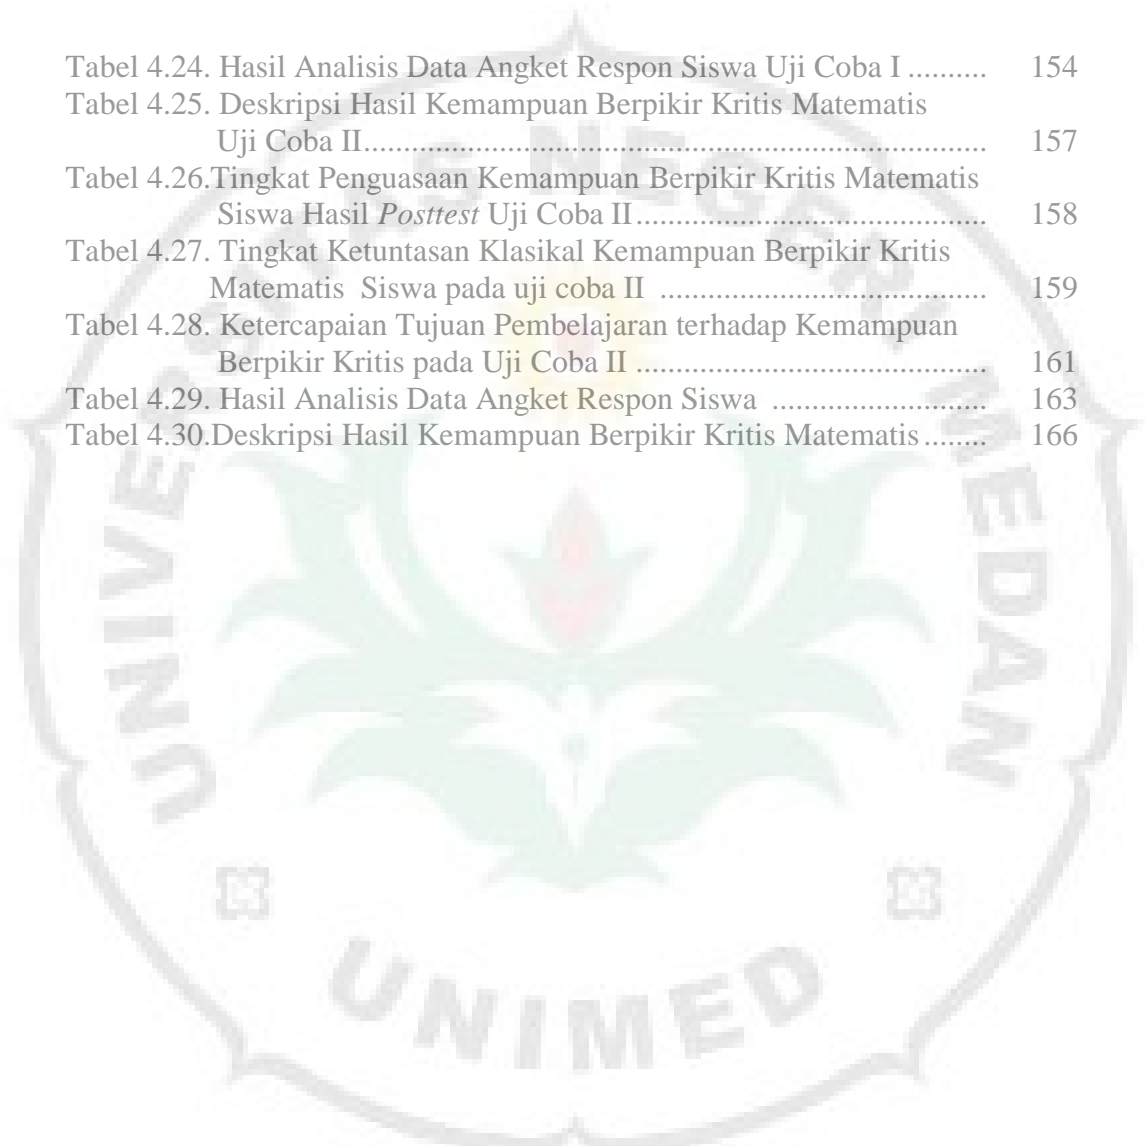 Tabel 4.24. Hasil Analisis Data Angket Respon Siswa Uji Coba I .......... 154
Tabel 4.25. Deskripsi Hasil Kemampuan Berpikir Kritis Matematis
Uji Coba II.............................................................................. 157
Tabel 4.26.Tingkat Penguasaan Kemampuan Berpikir Kritis Matematis
Siswa Hasil Posttest Uji Coba II............................................ 158
Tabel 4.27. Tingkat Ketuntasan Klasikal Kemampuan Berpikir Kritis
Matematis Siswa pada uji coba II ......................................... 159
Tabel 4.28. Ketercapaian Tujuan Pembelajaran terhadap Kemampuan
Berpikir Kritis pada Uji Coba II ............................................ 161
Tabel 4.29. Hasil Analisis Data Angket Respon Siswa ........................... 163
Tabel 4.30.Deskripsi Hasil Kemampuan Berpikir Kritis Matematis........ 166
UNIVERSITAS NEGERI MEDAN
UNIMED